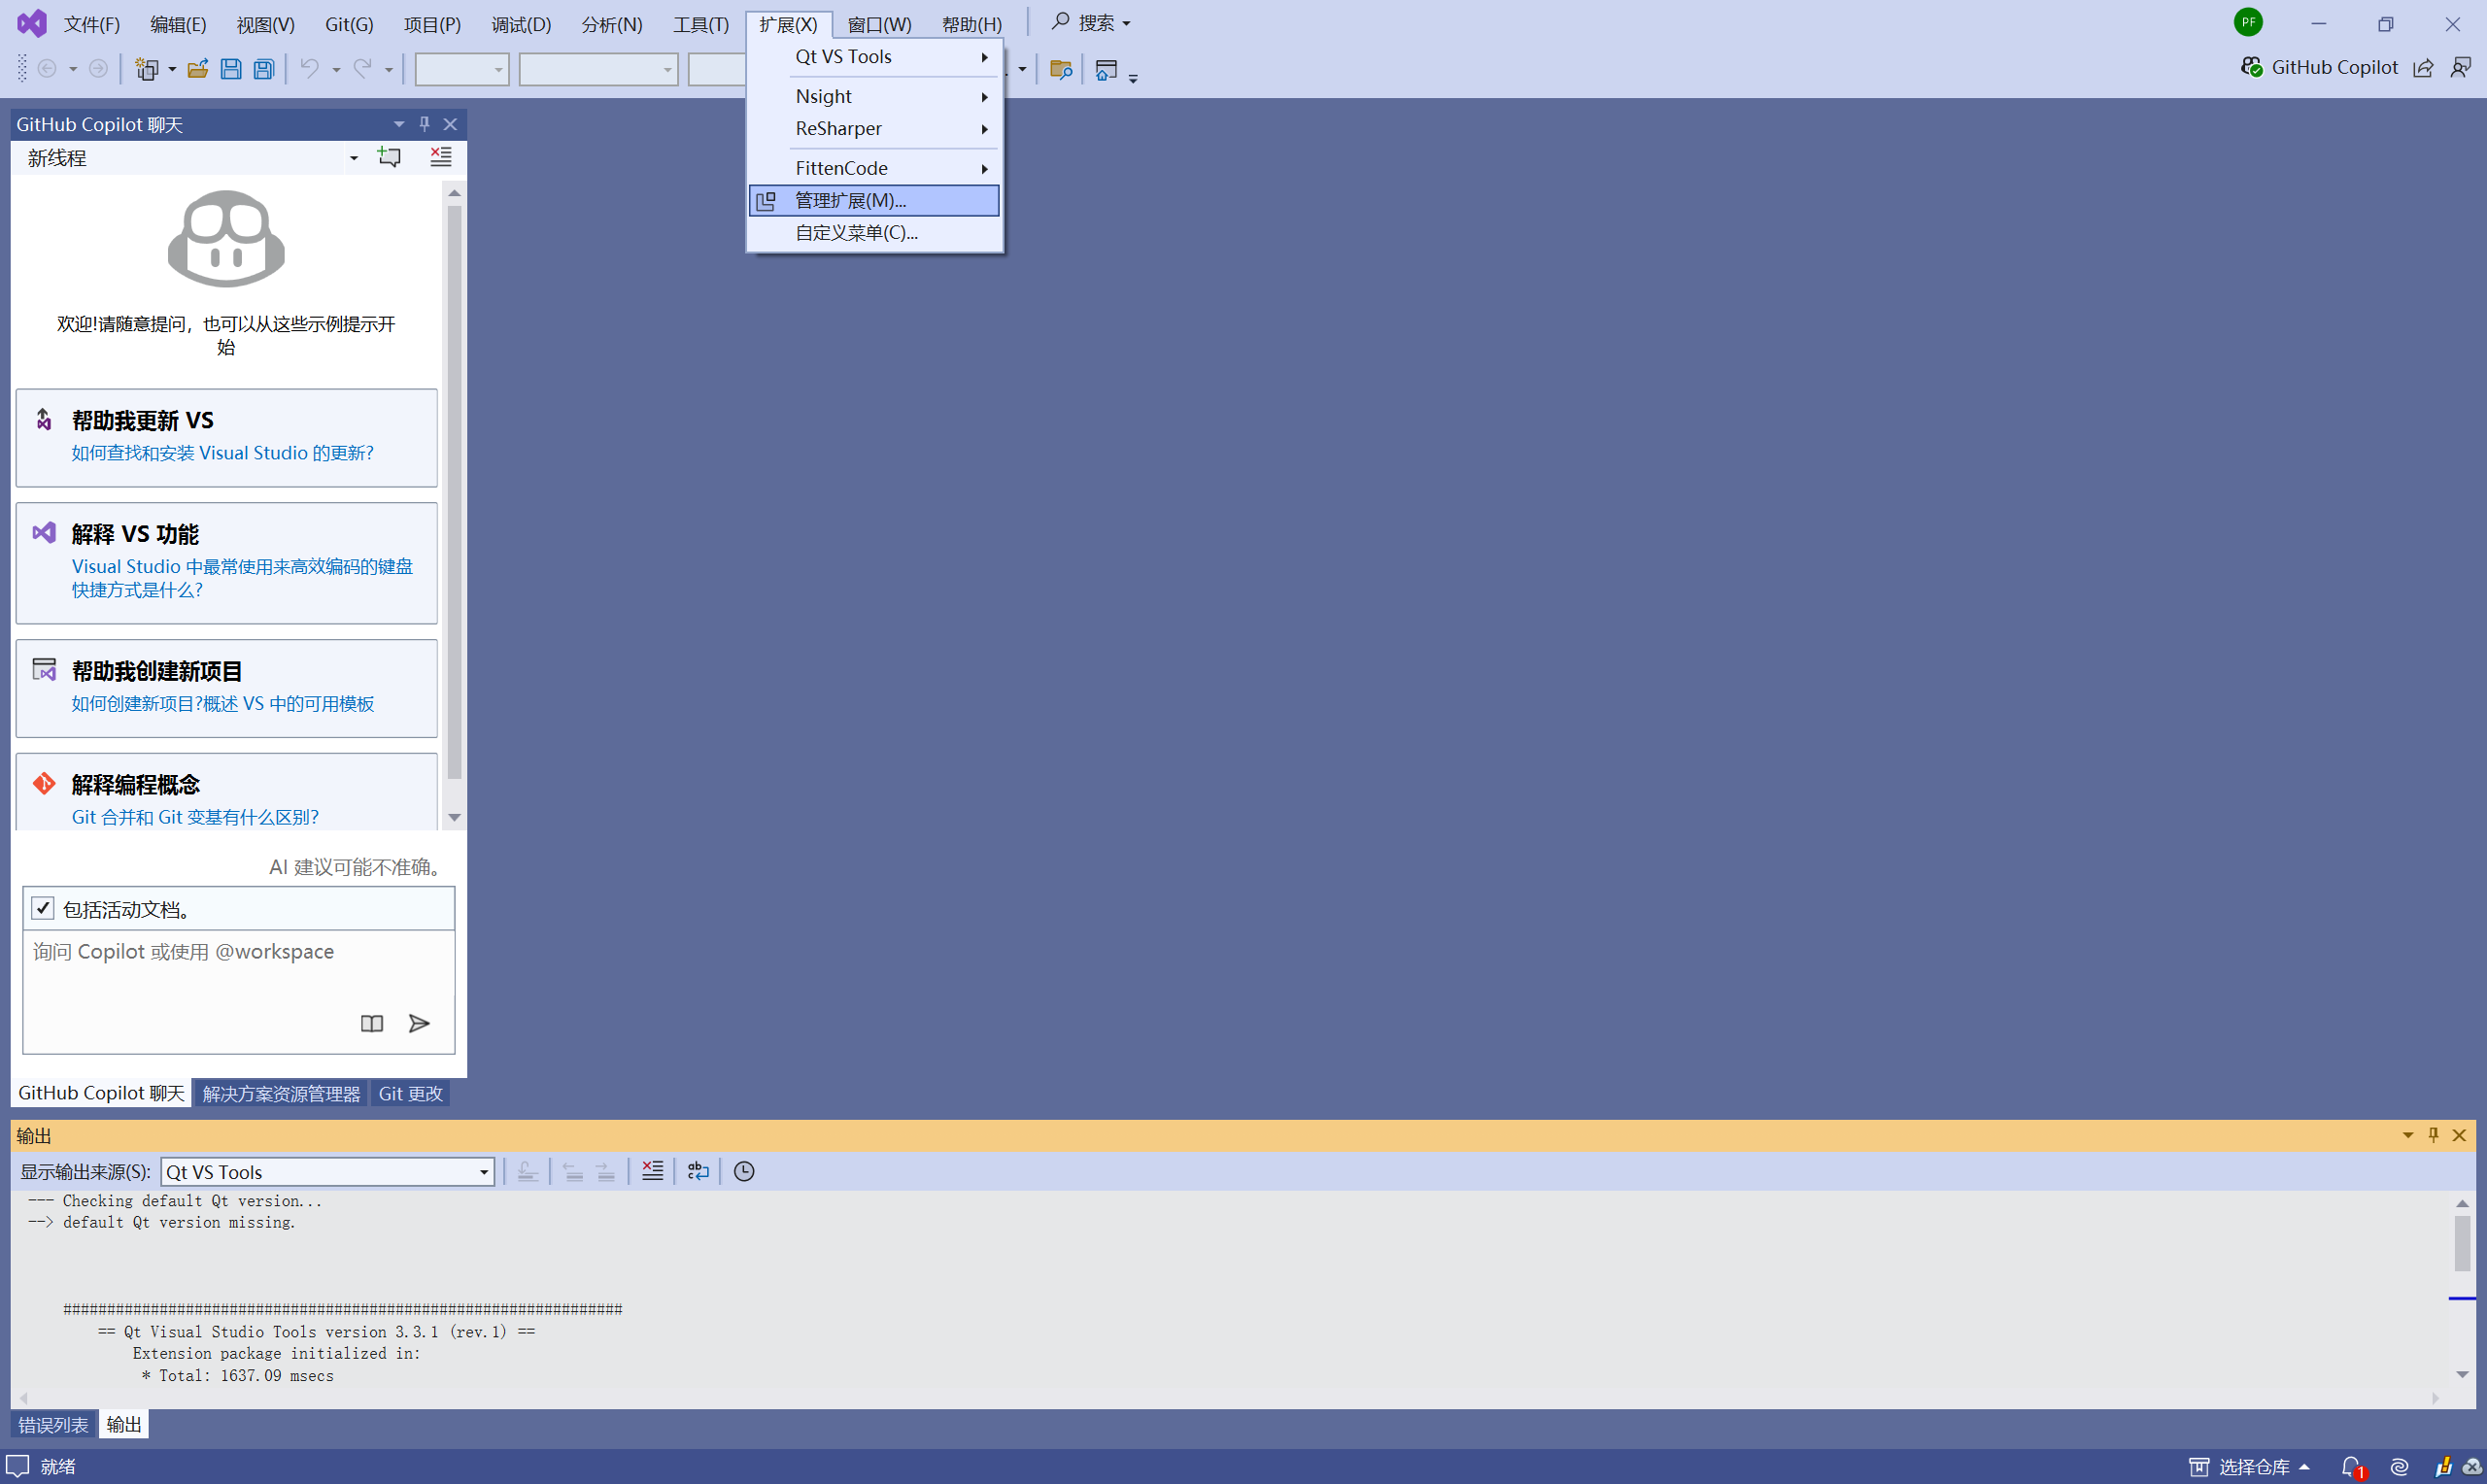 文件(F) 编辑(E) 视图(V) Git(G) 项目(P) 调试(D) 分析(N) 工具(T) 扩展(X) 窗口(W) 帮助(H) 搜索 PF
GitHub Copilot
Qt VS Tools
Nsight
ReSharper
FittenCode
管理扩展(M)...
自定义菜单(C)...
GitHub Copilot 聊天
新线程
欢迎!请随意提问，也可以从这些示例提示开
始
帮助我更新 VS
如何查找和安装 Visual Studio 的更新?
解释 VS 功能
Visual Studio 中最常使用来高效编码的键盘
快捷方式是什么?
帮助我创建新项目
如何创建新项目?概述 VS 中的可用模板
解释编程概念
Git 合并和 Git 变基有什么区别?
AI 建议可能不准确。
包括活动文档。
询问 Copilot 或使用 @workspace
GitHub Copilot 聊天 解决方案资源管理器 Git 更改
输出
显示输出来源(S): Qt VS Tools
--- Checking default Qt version...
--> default Qt version missing.
################################################################
== Qt Visual Studio Tools version 3.3.1 (rev.1) ==
Extension package initialized in:
* Total: 1637.09 msecs
错误列表 输出
就绪 选择仓库 1